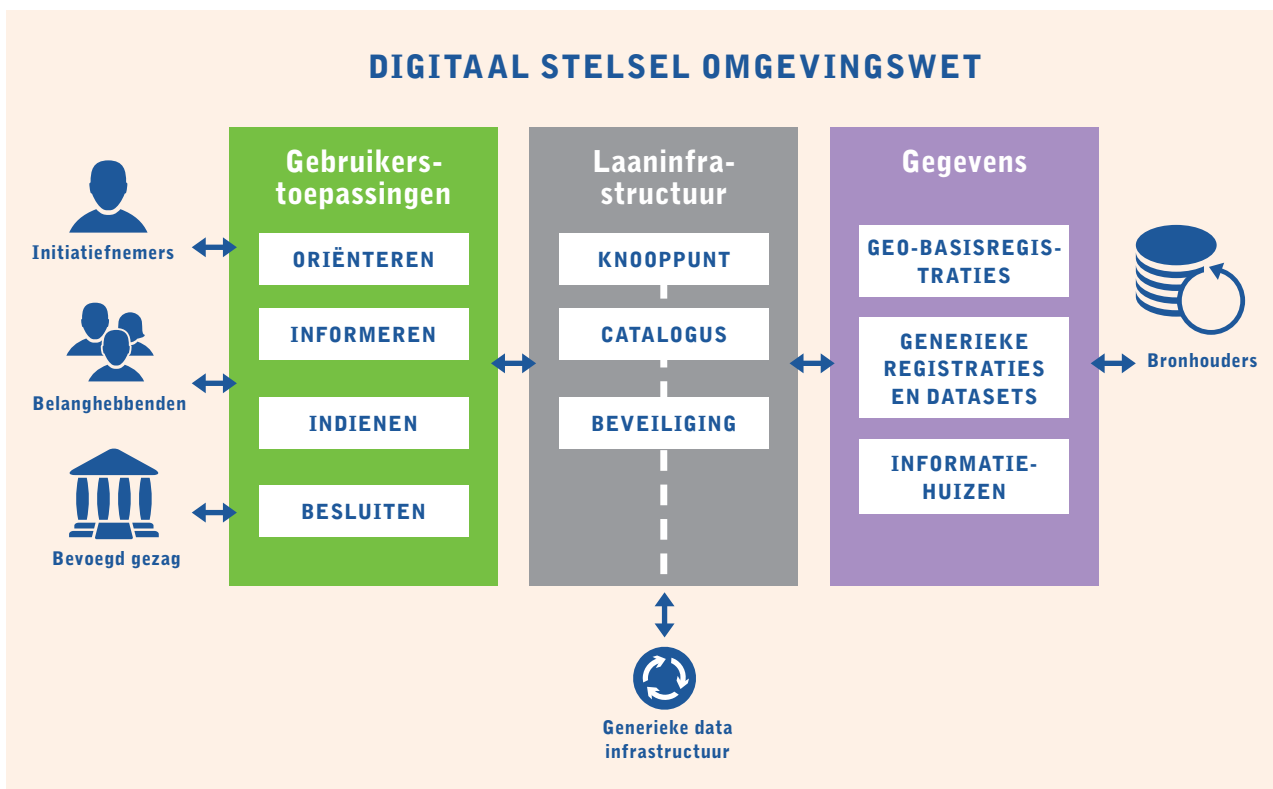 DIGITAAL STELSEL OMGEVINGSWET
Initiatiefnemers
Belanghebbenden
Bevoegd gezag
Gebruikers-
toepassingen
ORIËNTEREN
INFORMEREN
INDIENEN
BESLUITEN
Laaninfra-
structuur
KNOOPPUNT
CATALOGUS
BEVEILIGING
Generieke data
infrastructuur
Gegevens
GEO-BASISREGIS-
TRATIES
GENERIEKE
REGISTRATIES
EN DATASETS
INFORMATIE-
HUIZEN
Bronhouders